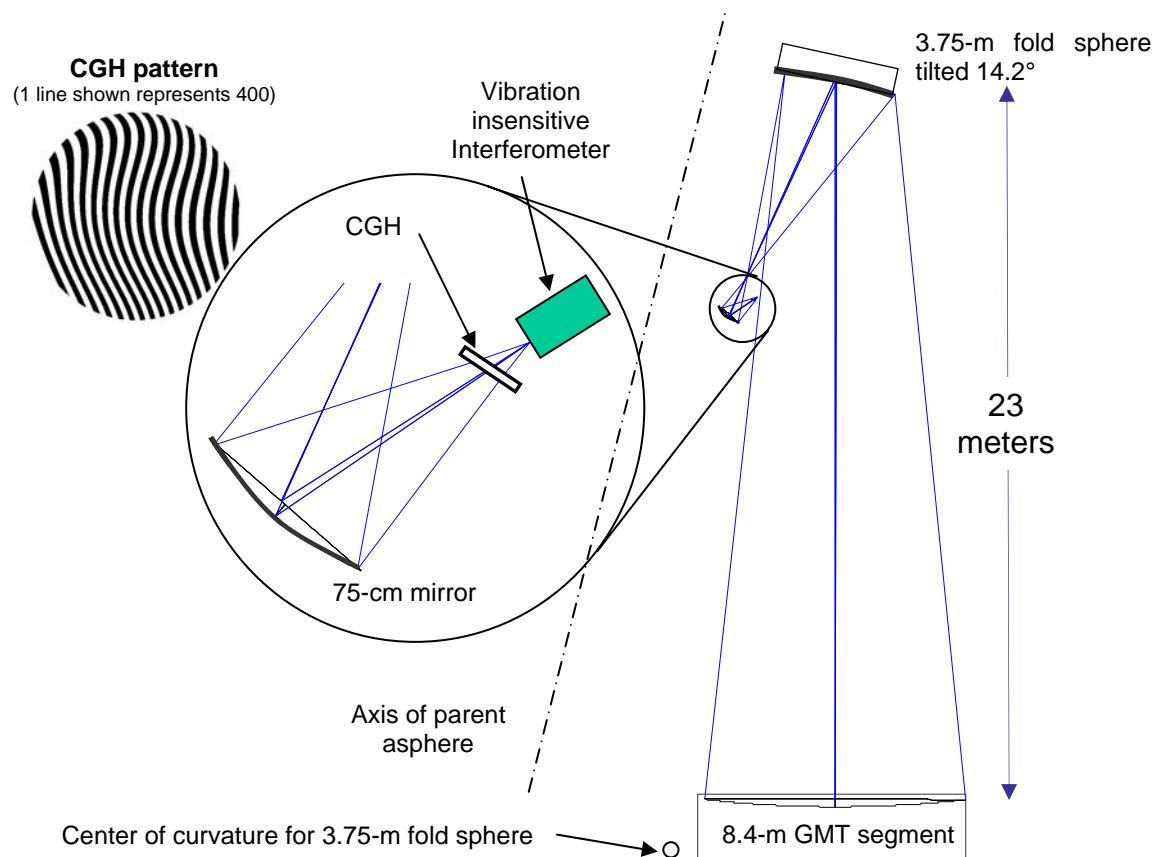 CGH pattern
(1 line shown represents 400)
Vibration
insensitive
Interferometer
3.75-m fold sphere
tilted 14.2°
CGH
23
meters
75-cm mirror
Axis of parent
asphere
Center of curvature for 3.75-m fold sphere
8.4-m GMT segment